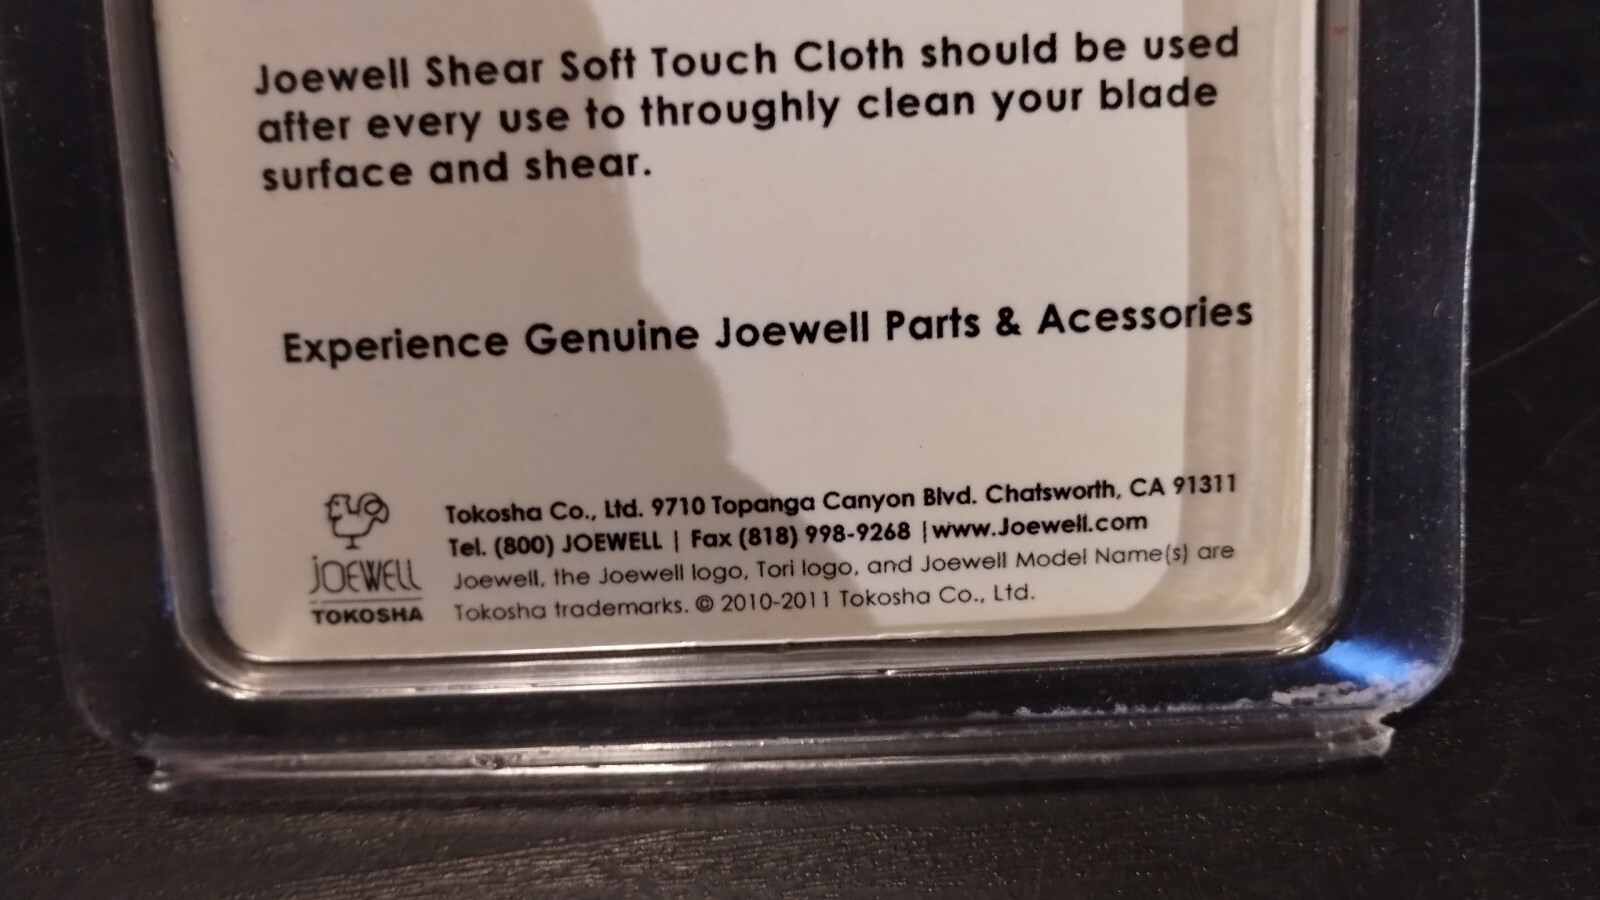 Joewell Shear Soft Touch Cloth should be used
after every use to throughly clean your blade
surface and shear.
Experience Genuine Joewell Parts & Acessories
JOEWELL
TOKOSHA
Tokosha Co., Ltd. 9710 Topanga Canyon Blvd. Chatsworth, CA 91311
Tel. (800) JOEWELL | Fax (818) 998-9268 | www.Joewell.com
Joewell, the Joewell logo, Tori logo, and Joewell Model Name(s) are
Tokosha trademarks. © 2010-2011 Tokosha Co., Ltd.